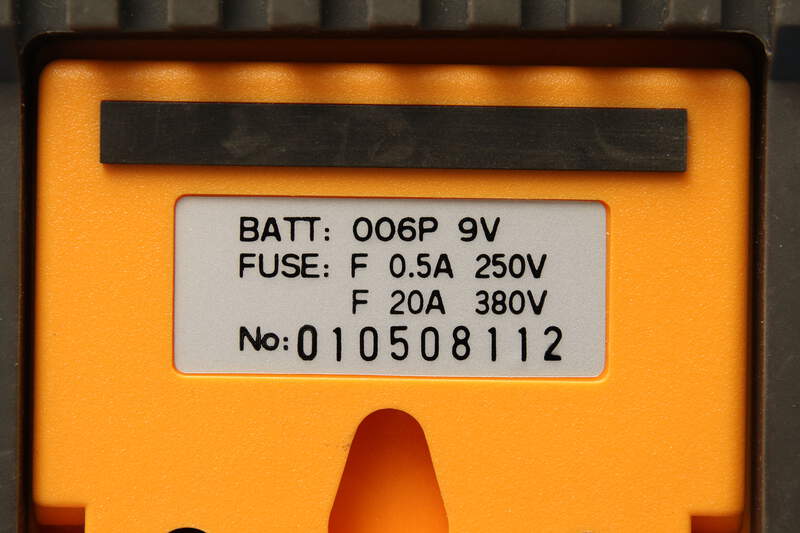 BATT: 006P 9V
FUSE: F 0.5A 250V
F 20A 380V
No: 010508112